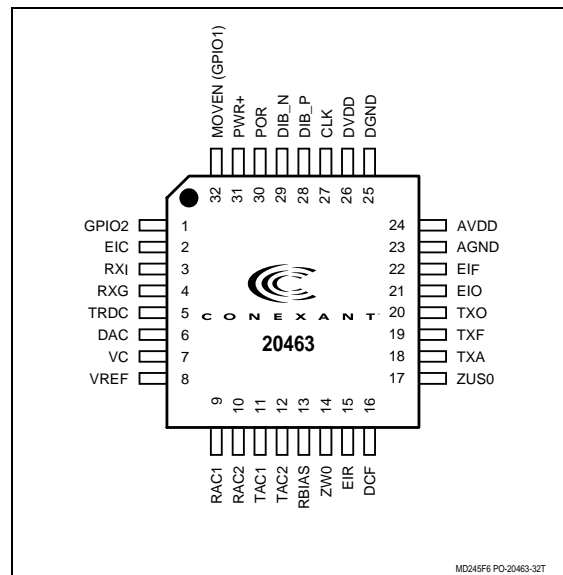 MOVEN (GPIO1)
PWR+
POR
DIB_N
DIB_P
CLK
DVDD
DGND
32
31
30
29
28
27
26
25
GPIO2 1
EIC 2
RXI 3
RXG 4
TRDC 5
DAC 6
VC 7
VREF 8
CONEXANT
20463
24 AVDD
23 AGND
22 EIF
21 EIO
20 TXO
19 TXF
18 TXA
17 ZUS0
9
10
11
12
13
14
15
16
RAC1
RAC2
TAC1
TAC2
RBIAS
ZW0
EIR
DCF
MD245F6 PO-20463-32T